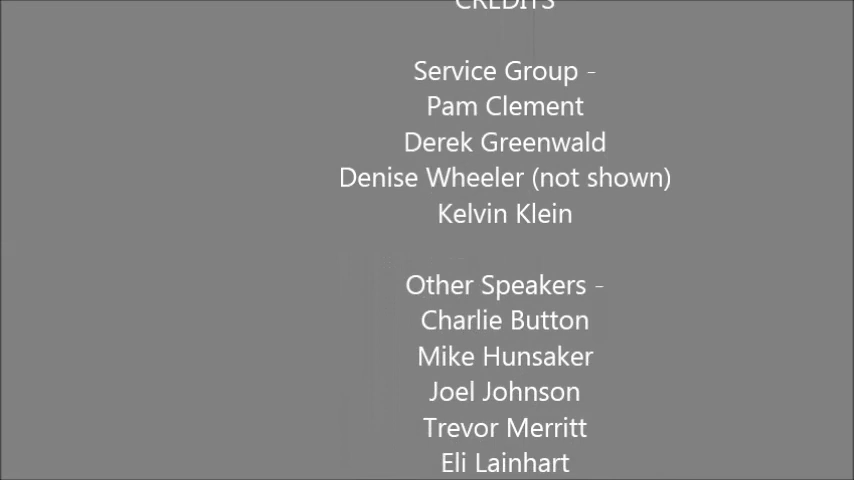 CREDITS
Service Group -
Pam Clement
Derek Greenwald
Denise Wheeler (not shown)
Kelvin Klein
Other Speakers -
Charlie Button
Mike Hunsaker
Joel Johnson
Trevor Merritt
Eli Lainhart